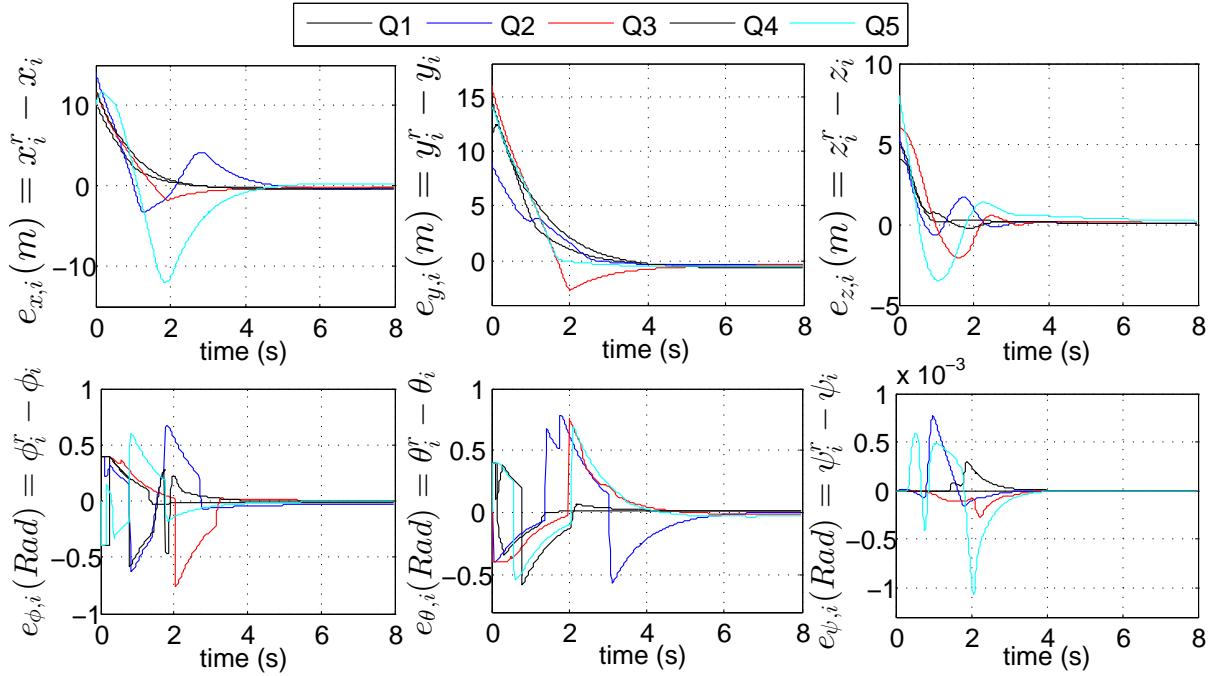 Q1 Q2 Q3 Q4 Q5
e_{x,i}(m) = x_i^r − x_i
10
0
−10
0 2 4 6 8
time (s)
e_{y,i}(m) = y_i^r − y_i
15
10
5
0
0 2 4 6 8
time (s)
e_{z,i}(m) = z_i^r − z_i
10
5
0
−5
0 2 4 6 8
time (s)
e_{ϕ,i}(Rad) = ϕ_i^r − ϕ_i
1
0.5
0
−0.5
−1
0 2 4 6 8
time (s)
e_{θ,i}(Rad) = θ_i^r − θ_i
1
0.5
0
−0.5
0 2 4 6 8
time (s)
e_{ψ,i}(Rad) = ψ_i^r − ψ_i
x 10^{−3}
1
0.5
0
−0.5
−1
0 2 4 6 8
time (s)